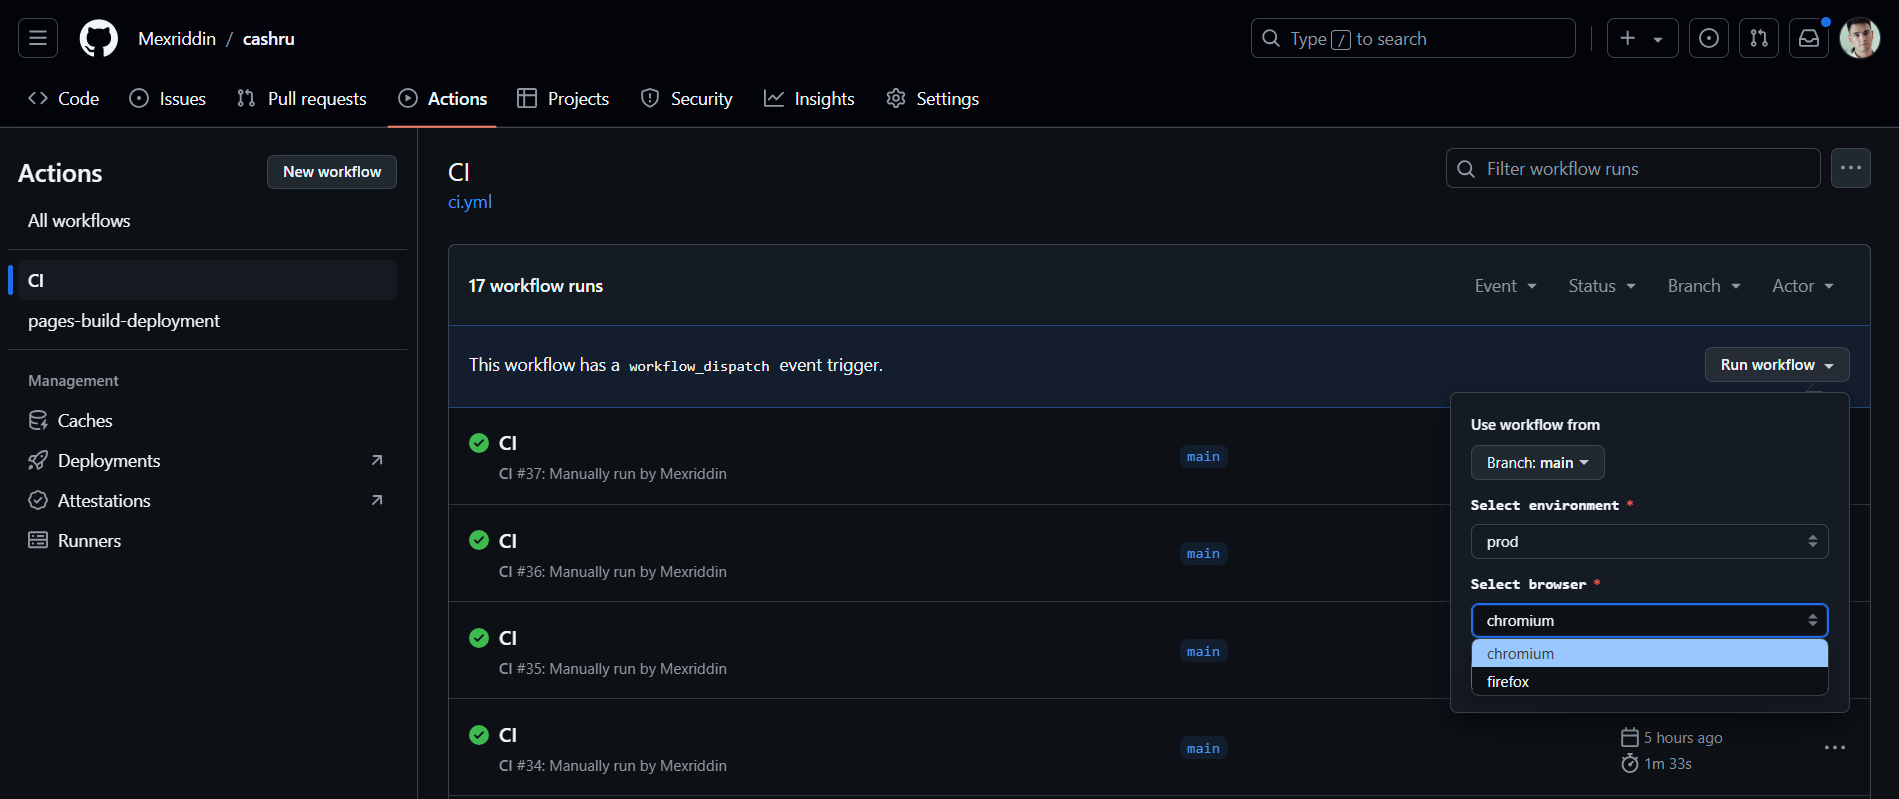 Mexriddin / cashru
Type / to search
Code
Issues
Pull requests
Actions
Projects
Security
Insights
Settings
Actions
New workflow
All workflows
CI
pages-build-deployment
Management
Caches
Deployments
Attestations
Runners
CI
ci.yml
Filter workflow runs
17 workflow runs
Event
Status
Branch
Actor
This workflow has a workflow_dispatch event trigger.
Run workflow
Use workflow from
Branch: main
Select environment *
prod
Select browser *
chromium
chromium
firefox
CI
CI #37: Manually run by Mexriddin
main
CI
CI #36: Manually run by Mexriddin
main
CI
CI #35: Manually run by Mexriddin
main
CI
CI #34: Manually run by Mexriddin
main
5 hours ago
1m 33s